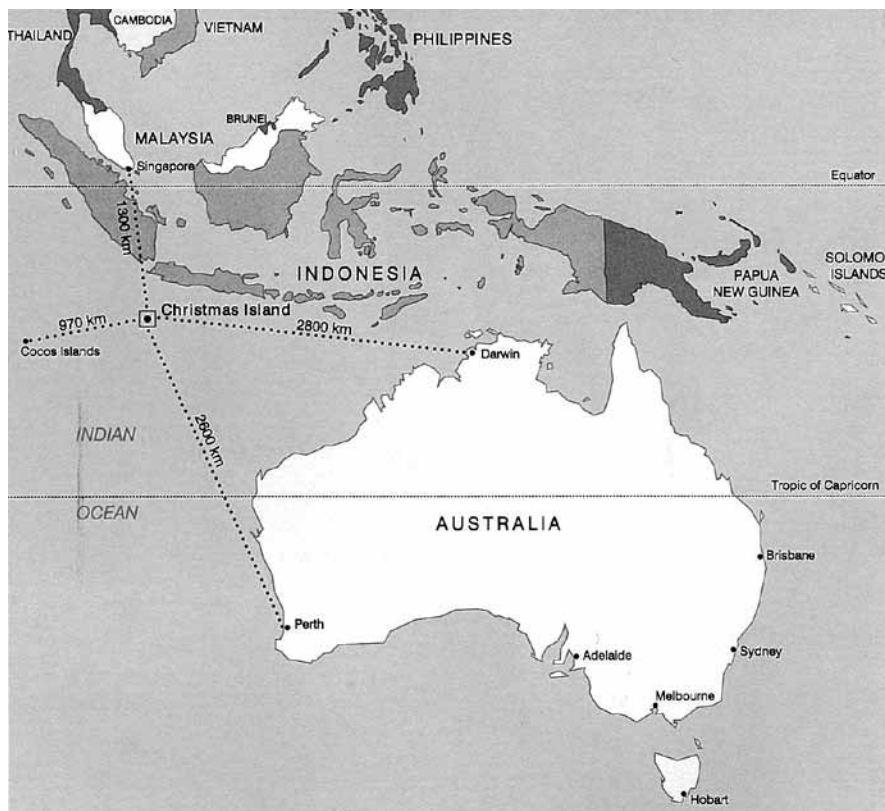 CAMBODIA
THAILAND
VIETNAM
PHILIPPINES
BRUNEI
MALAYSIA
Singapore
Equator
1300 km
INDONESIA
PAPUA
NEW GUINEA
SOLOMO
ISLANDS
Christmas Island
970 km
2800 km
Cocos Islands
Darwin
2600 km
INDIAN
OCEAN
Tropic of Capricorn
AUSTRALIA
Brisbane
Perth
Adelaide
Sydney
Melbourne
Hobart